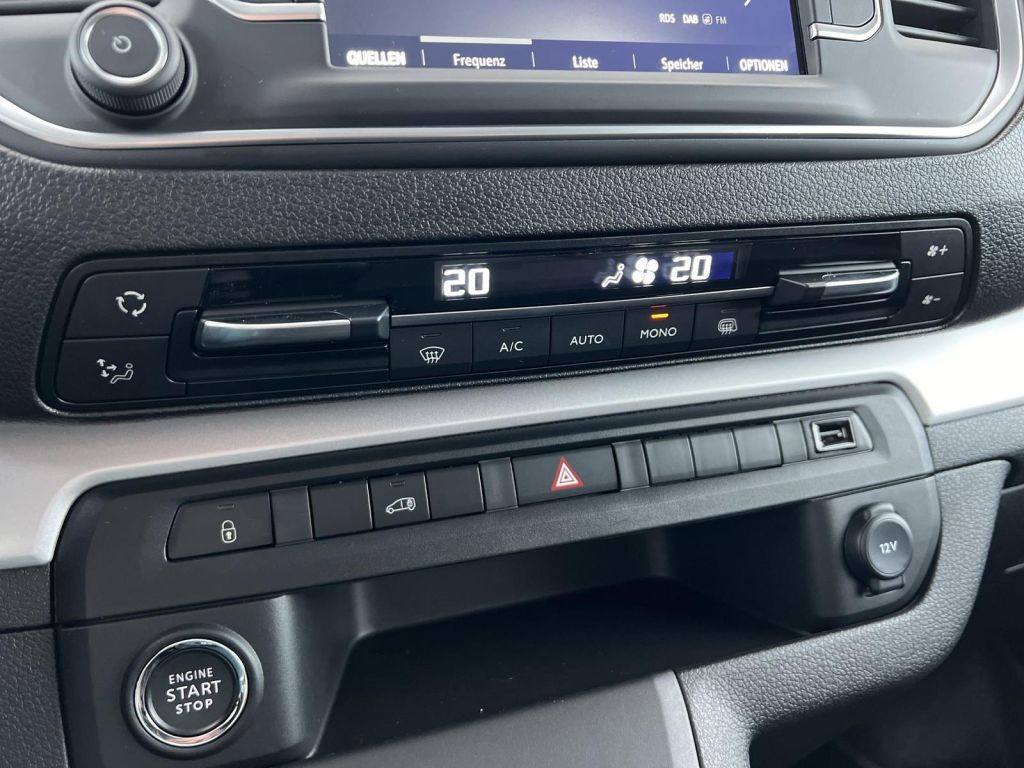 RDS DAB FM
QUELLEN Frequenz Liste Speicher OPTIONEN
20 20
A/C AUTO MONO
12V
ENGINE
START
STOP